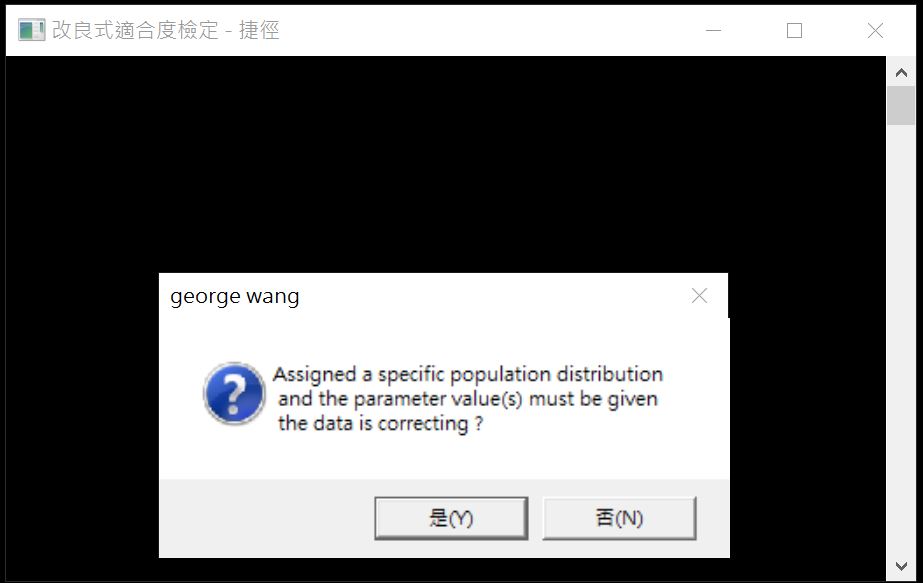 改良式適合度檢定 - 捷徑
george wang
Assigned a specific population distribution
and the parameter value(s) must be given
the data is correcting ?
是(Y)
否(N)